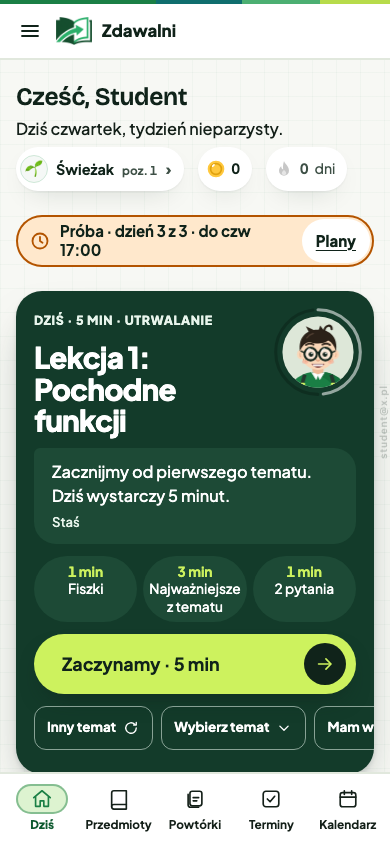 Zdawalni
Cześć, Student
Dziś czwartek, tydzień nieparzysty.
Świeżak poz. 1 ›
0
0 dni
Próba · dzień 3 z 3 · do czw
17:00
Plany
DZIŚ · 5 MIN · UTRWALANIE
Lekcja 1:
Pochodne
funkcji
Zacznijmy od pierwszego tematu.
Dziś wystarczy 5 minut.
Staś
1 min
Fiszki
3 min
Najważniejsze
z tematu
1 min
2 pytania
Zaczynamy · 5 min
Inny temat
Wybierz temat
Mam w
student@x.pl
Dziś
Przedmioty
Powtórki
Terminy
Kalendarz